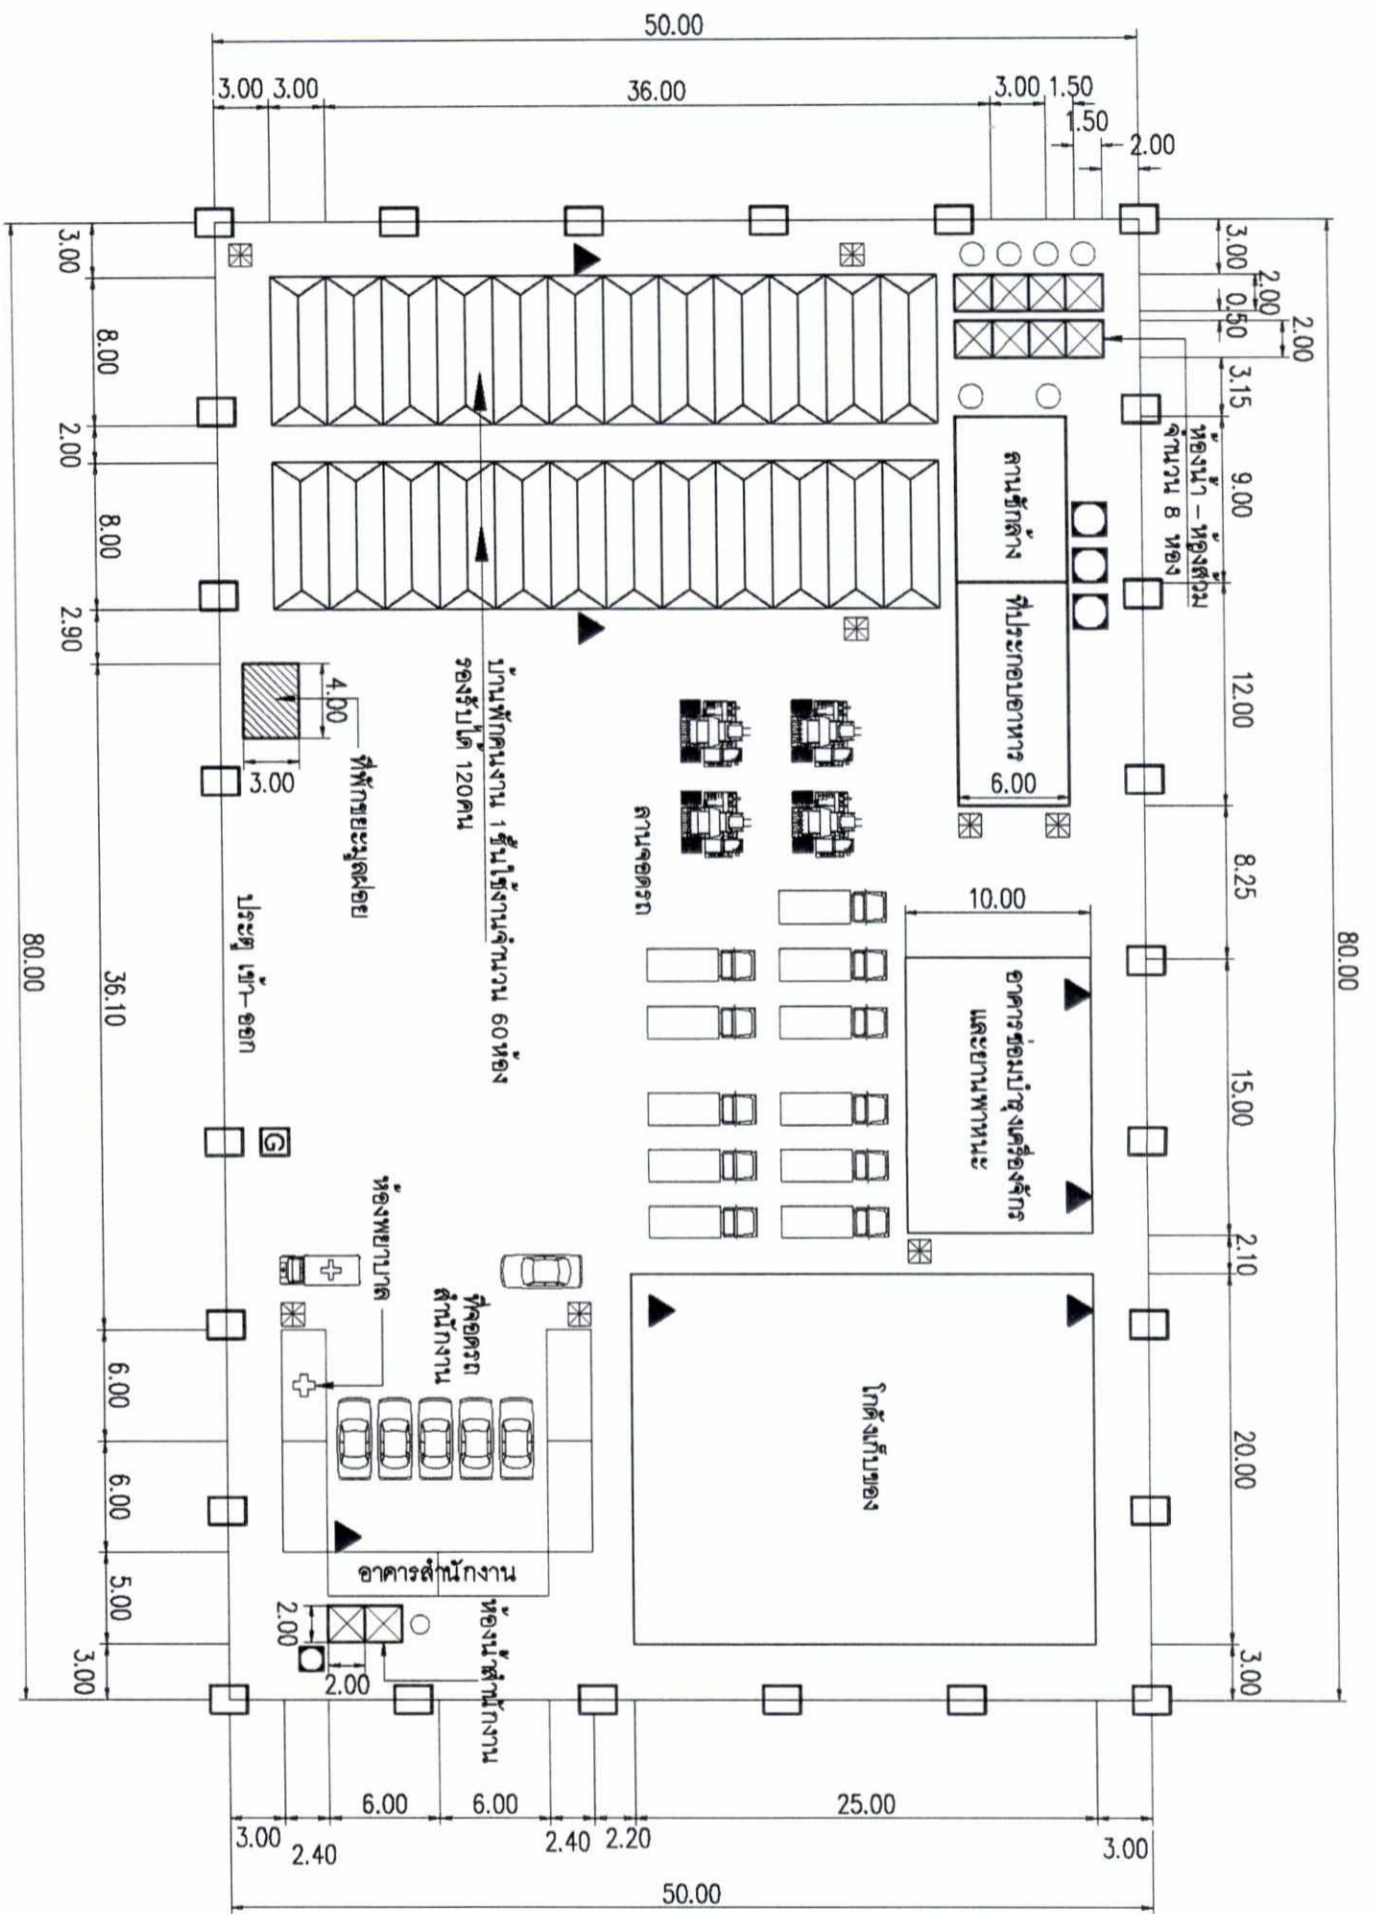 50.00
3.00
3.00
36.00
3.00
1.50
1.50
2.00
80.00
3.00
2.00
0.50
2.00
3.15
9.00
12.00
8.25
15.00
2.10
20.00
3.00
ห้องน้ำ - ห้องส้วม
จำนวน 8 ห้อง
ลานซักล้าง
ที่ประกอบอาหาร
6.00
10.00
อาคารซ่อมบำรุงเครื่องจักร
และยานพาหนะ
โกดังเก็บของ
ลานจอดรถ
บ้านพักคนงาน 1 ชั้นใช้งานจำนวน 60 ห้อง
รองรับได้ 120คน
4.00
3.00
ที่พักขยะมูลฝอย
ประตู เข้า-ออก
G
ห้องพยาบาล
ที่จอดรถ
สำนักงาน
อาคารสำนักงาน
2.00
2.00
ห้องน้ำสำนักงาน
3.00
8.00
2.00
8.00
2.90
36.10
6.00
6.00
5.00
3.00
80.00
3.00
2.40
6.00
6.00
2.40
2.20
25.00
3.00
50.00